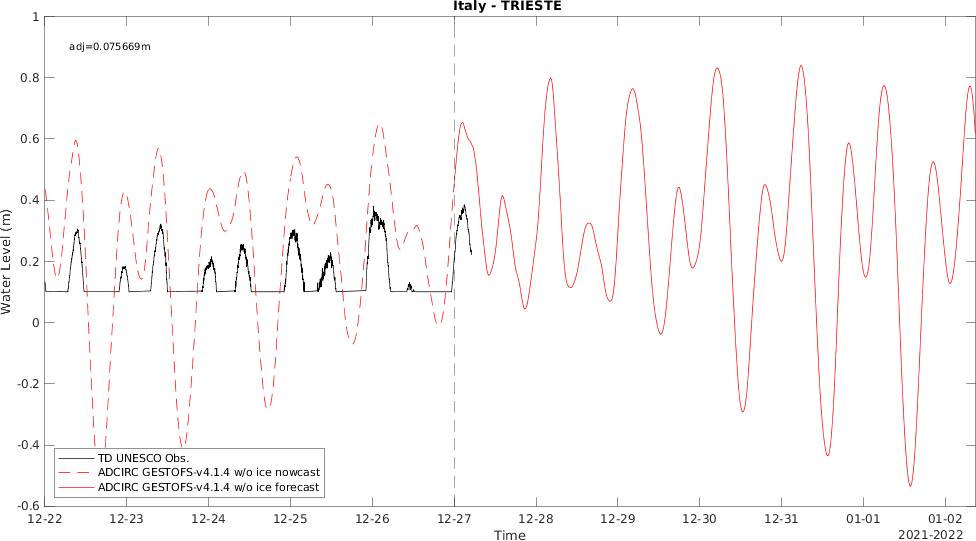 Italy - TRIESTE
1
adj=0.075669m
0.8
0.6
0.4
0.2
0
-0.2
-0.4
-0.6
Water Level (m)
TD UNESCO Obs.
ADCIRC GESTOFS-v4.1.4 w/o ice nowcast
ADCIRC GESTOFS-v4.1.4 w/o ice forecast
12-22 12-23 12-24 12-25 12-26 12-27 12-28 12-29 12-30 12-31 01-01 01-02
Time
2021-2022